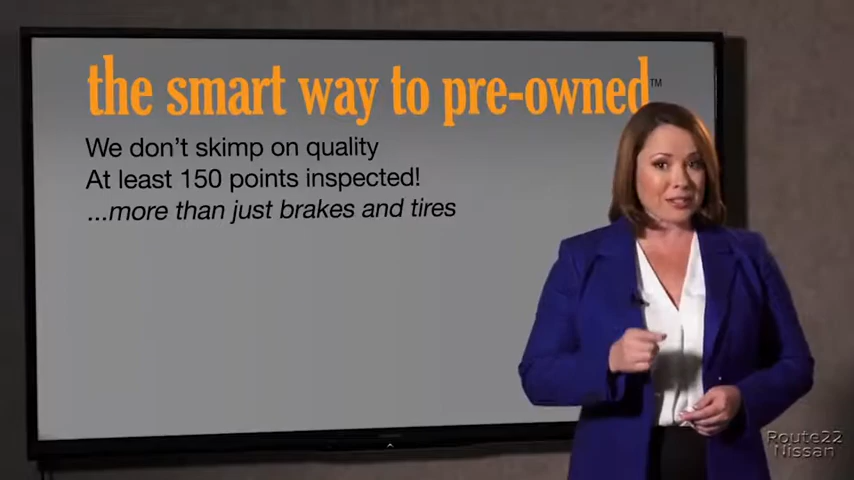 the smart way to pre-owned™
We don't skimp on quality
At least 150 points inspected!
...more than just brakes and tires
Route22
Nissan